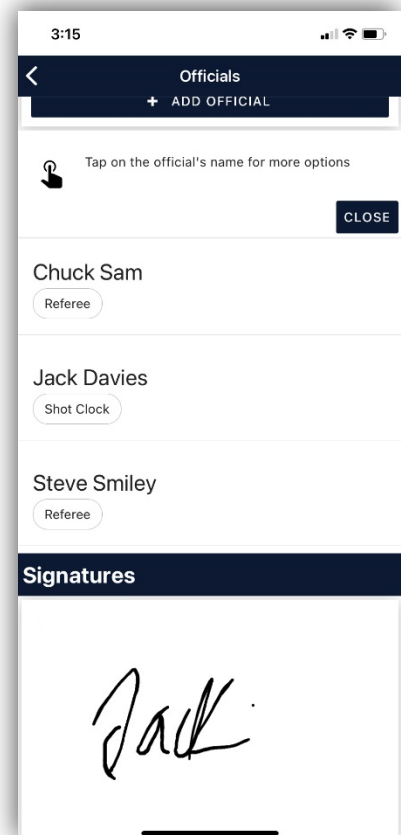 3:15
Officials
+ ADD OFFICIAL
Tap on the official's name for more options
CLOSE
Chuck Sam
Referee
Jack Davies
Shot Clock
Steve Smiley
Referee
Signatures
Jack